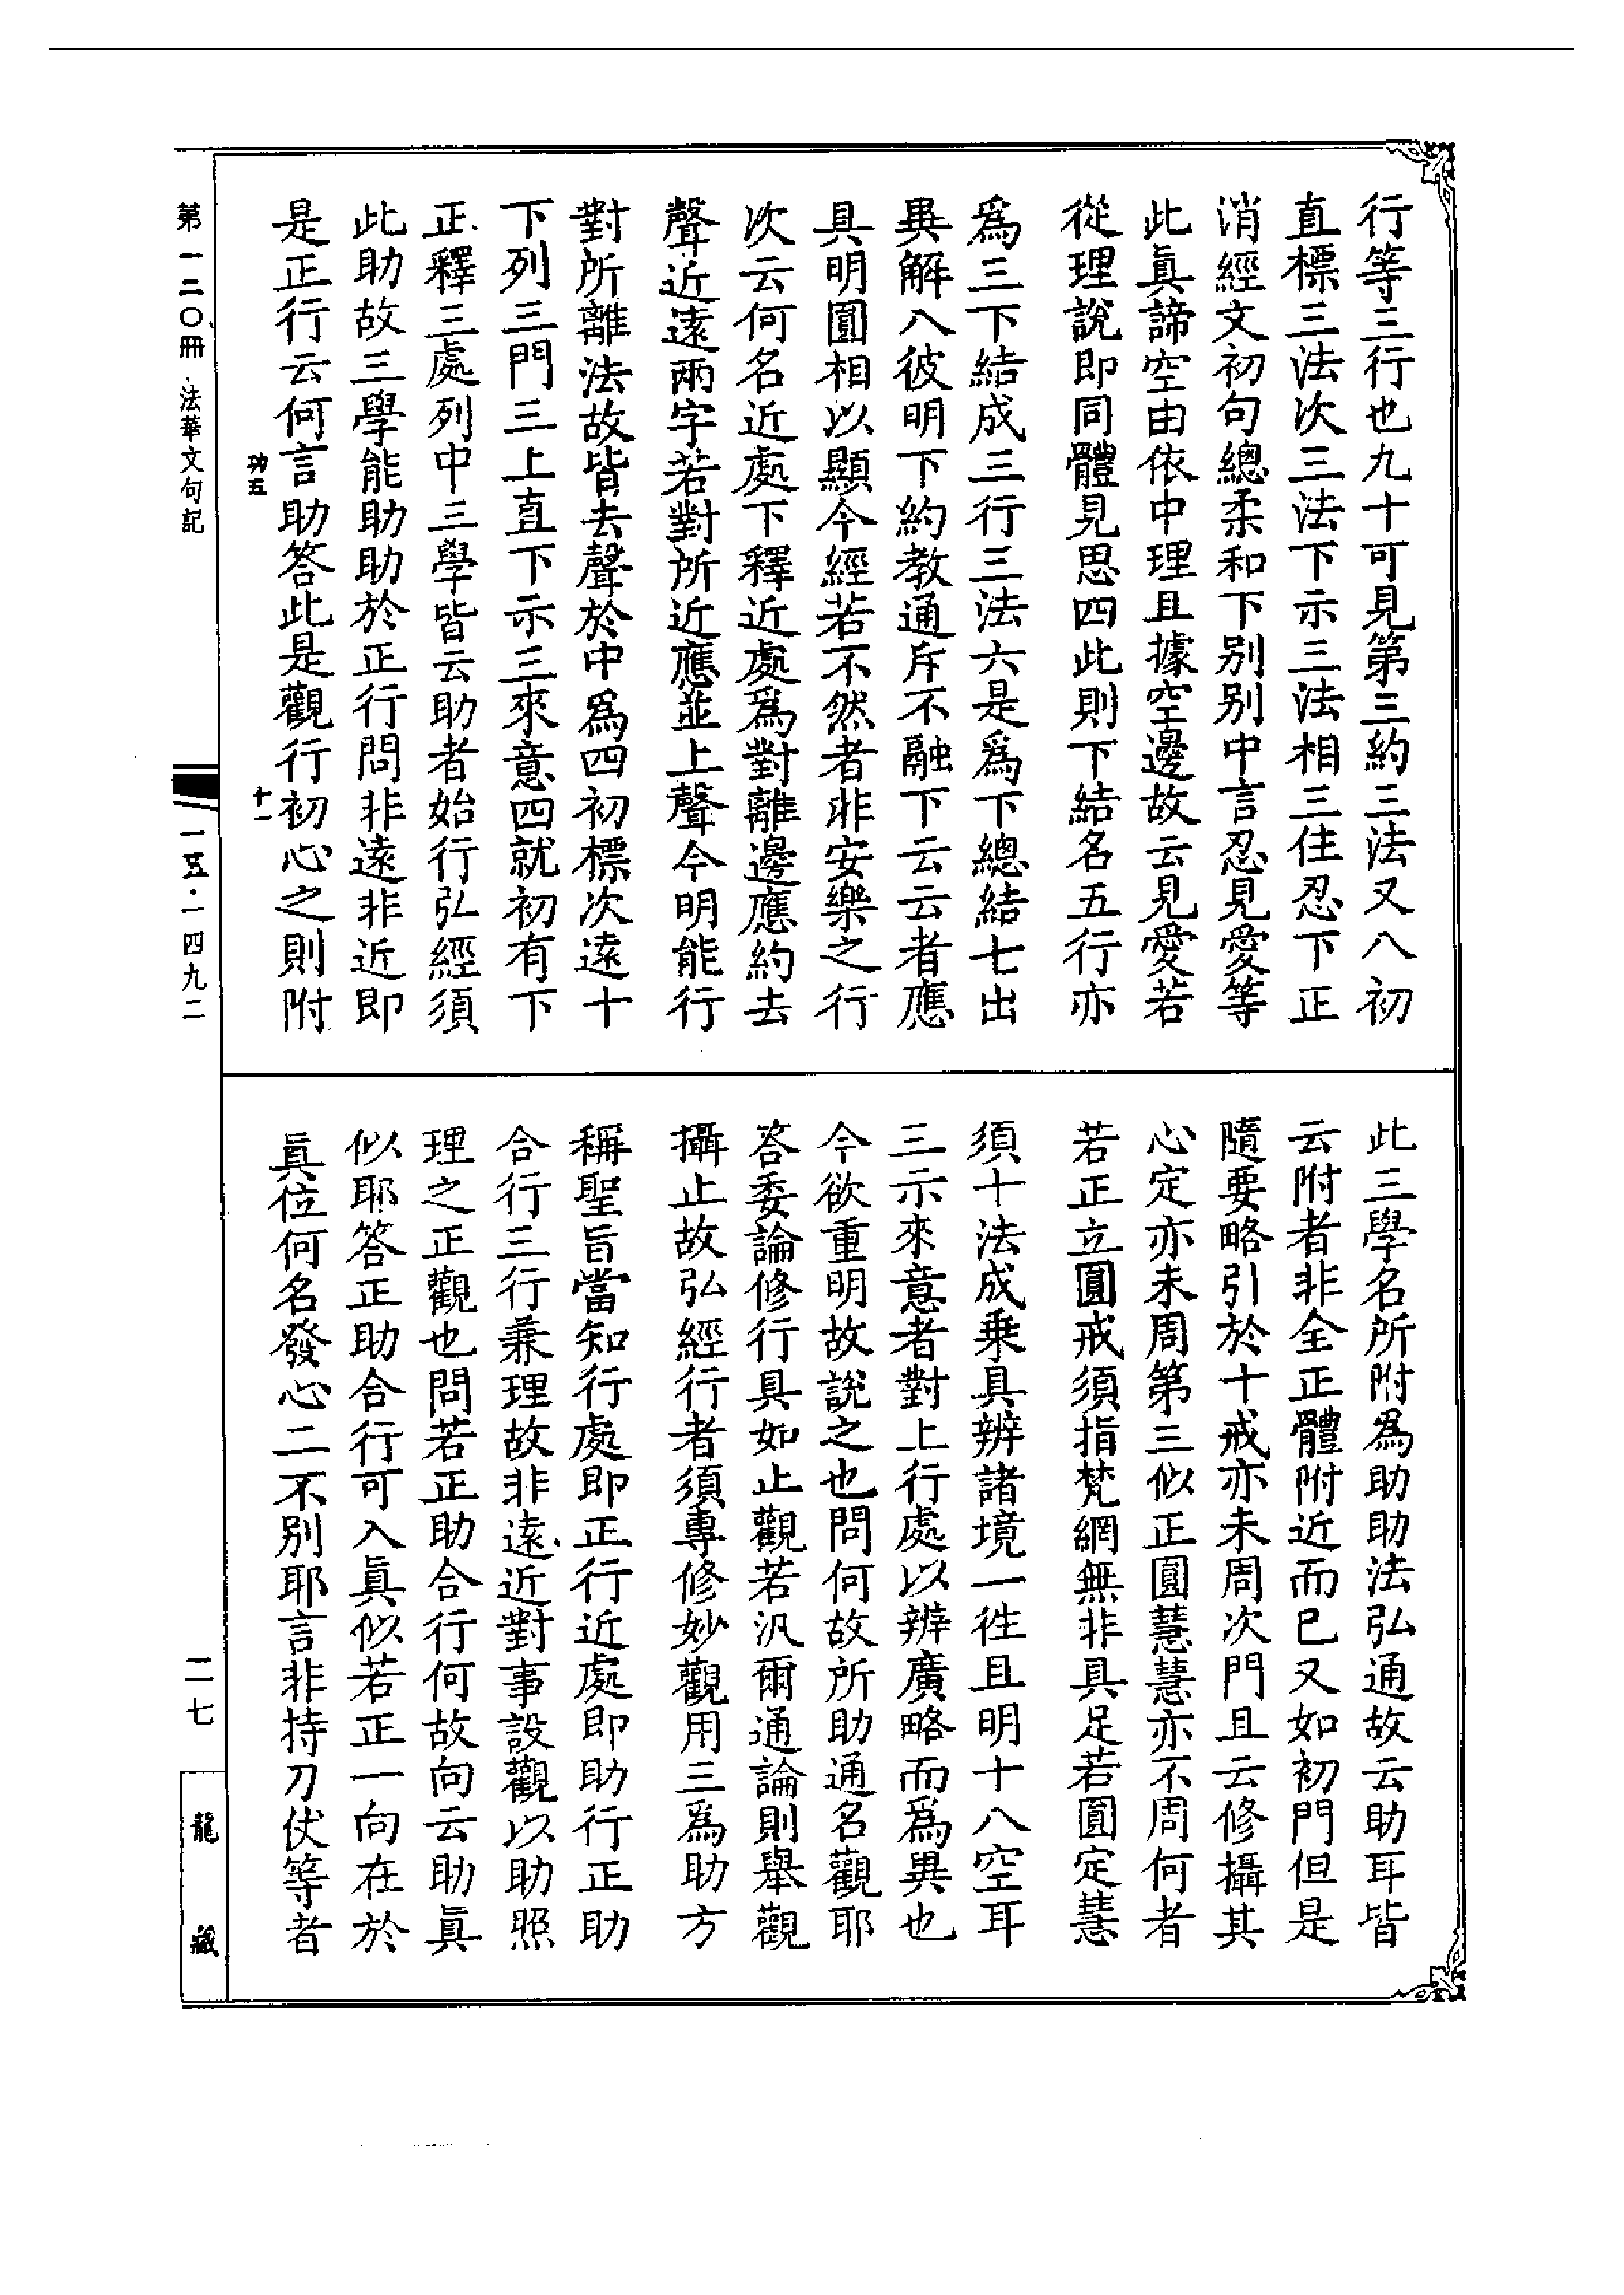 行等三行也九十可見第三約三法又八初
直標三法次三法下示三法相三住忍下正
消經文初句總柔和下別別中言忍見愛等
此眞諦空由依中理且據空邊故云見愛若
從理說即同體見思四此則下結名五行亦
爲三下結成三行三法六是爲下總結七出
異解八彼明下約教通斥不融下云云者應
具明圓相以顯今經若不然者非安樂之行
次云何名近處下釋近處爲對離邊應約去
聲近遠兩字若對所近應並上聲今明能行
對所離法故皆去聲於中爲四初標次遠十
下列三門三上直下示三來意四就初有下
正釋三處列中三學皆云助者始行弘經須
此助故三學能助助於正行問非遠非近即
是正行云何言助答此是觀行初心之則附
此三學名所附爲助助法弘通故云助耳皆
云附者非全正體附近而已又如初門但是
隨要略引於十戒亦未周次門且云修攝其
心定亦未周第三似正圓慧慧亦不周何者
若正立圓戒須指梵網無非具足若圓定慧
須十法成乘具辨諸境一徃且明十八空耳
三示來意者對上行處以辨廣略而爲異也
今欲重明故說之也問何故所助通名觀耶
答委論修行具如止觀若汎爾通論則舉觀
攝止故弘經行者須專修妙觀用三爲助方
稱聖旨當知行處即正行近處即助行正助
合行三行兼理故非遠近對事設觀以助照
理之正觀也問若正助合行何故向云助眞
似耶答正助合行可入眞似若正一向在於
眞位何名發心二不別耶言非持刀仗等者
第一二〇冊 法華文句記
功五
十一
一五·一四九二
二七
龍藏